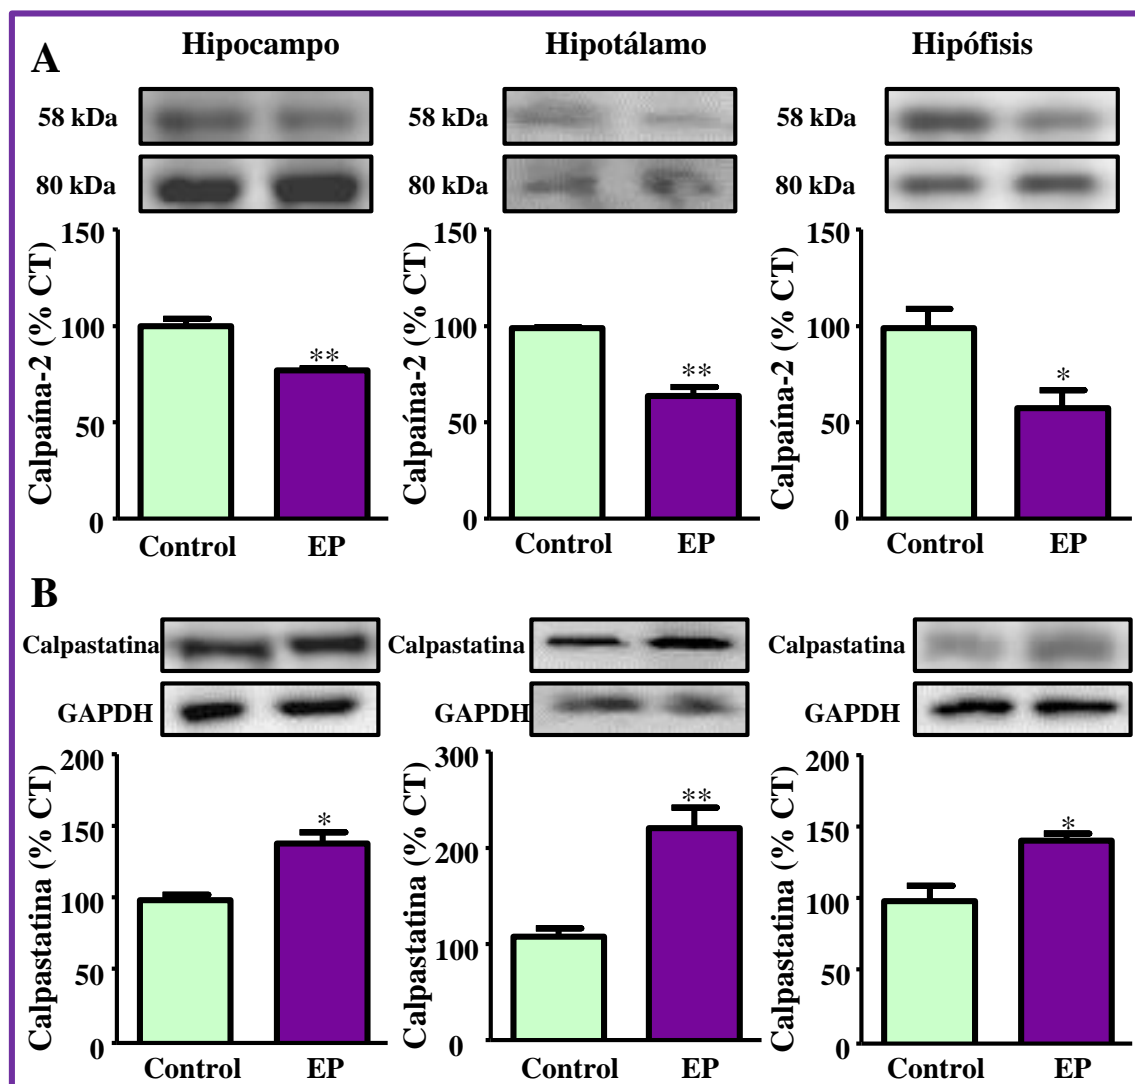 A
Hipocampo
Hipotálamo
Hipófisis
58 kDa
58 kDa
58 kDa
80 kDa
80 kDa
80 kDa
Calpaína-2 (% CT)
150
100
50
0
**
Control
EP
Calpaína-2 (% CT)
150
100
50
0
**
Control
EP
Calpaína-2 (% CT)
150
100
50
0
*
Control
EP
B
Calpastatina
Calpastatina
Calpastatina
GAPDH
GAPDH
GAPDH
Calpastatina (% CT)
200
150
100
50
0
*
Control
EP
Calpastatina (% CT)
300
200
100
0
**
Control
EP
Calpastatina (% CT)
200
150
100
50
0
*
Control
EP